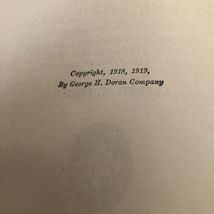 Copyright, 1918, 1919,
By George H. Doran Company